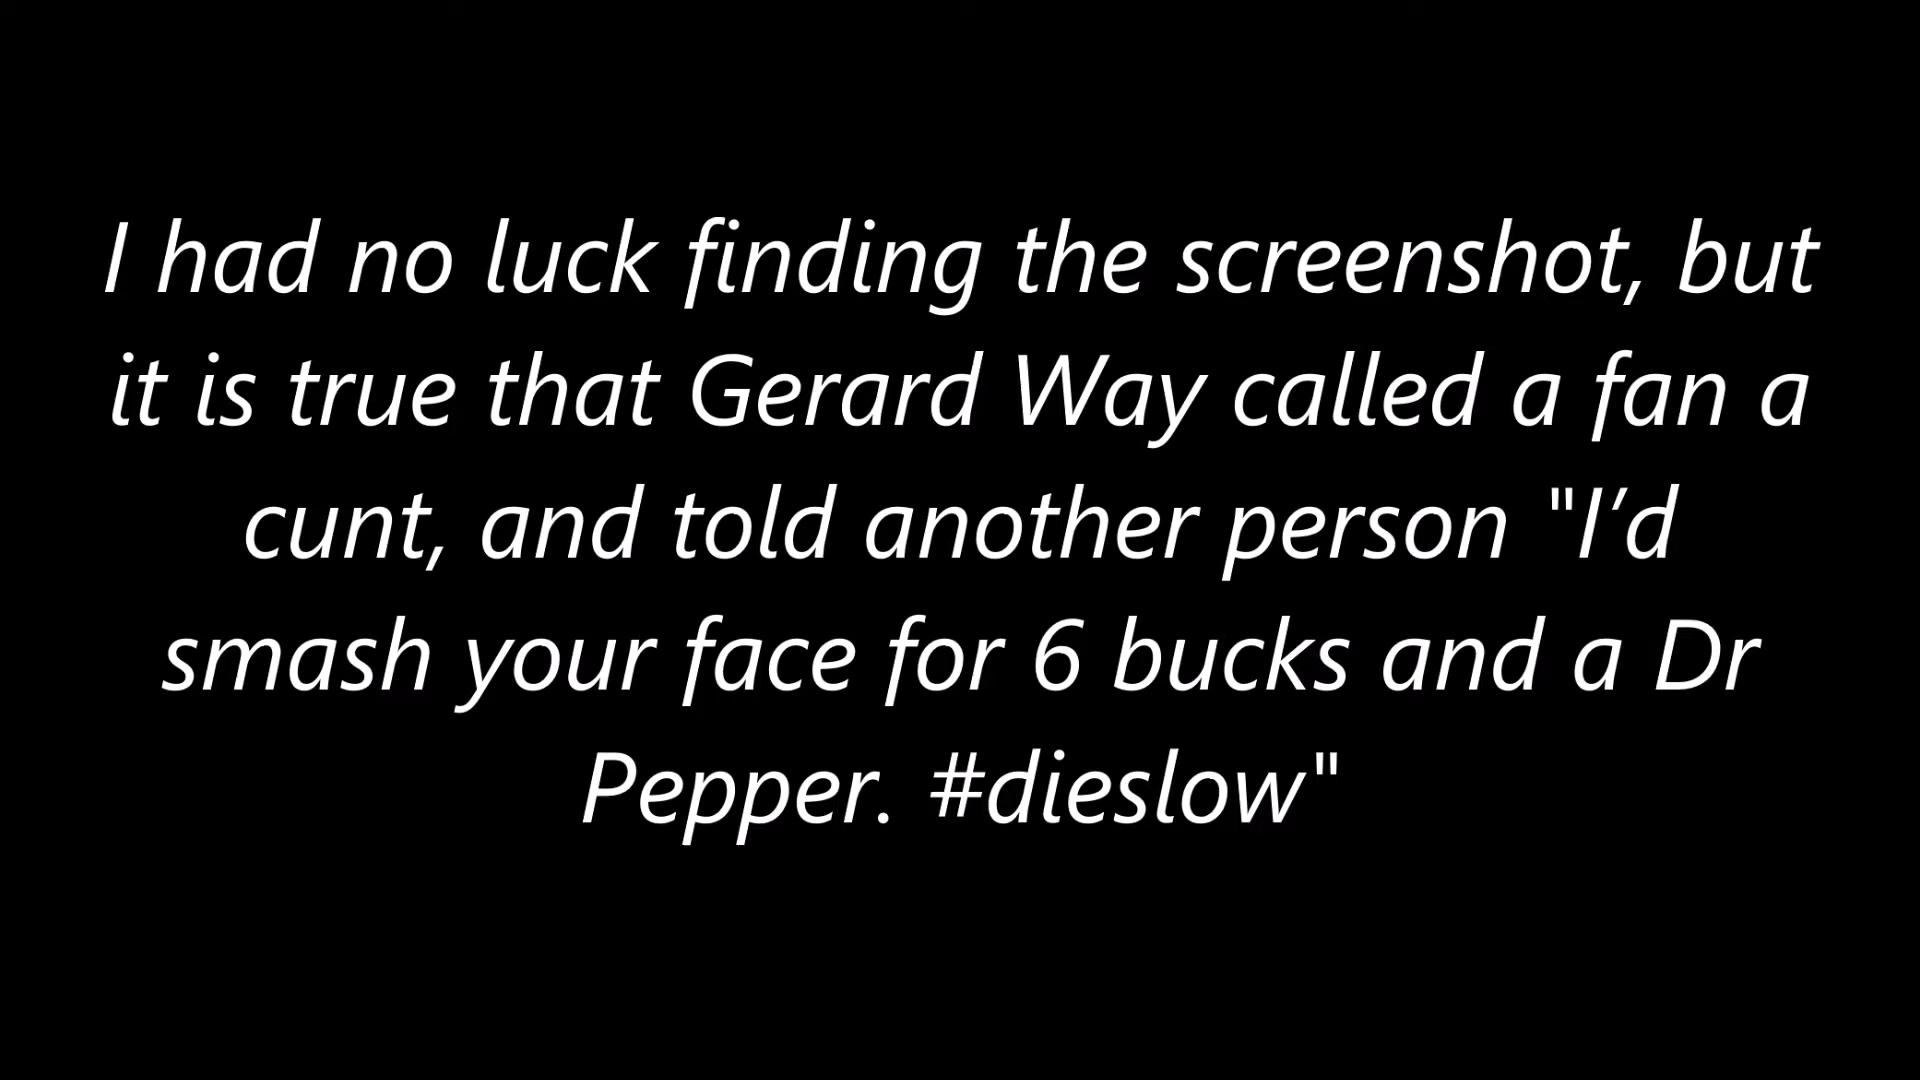 I had no luck finding the screenshot, but
it is true that Gerard Way called a fan a
cunt, and told another person "I’d
smash your face for 6 bucks and a Dr
Pepper. #dieslow"